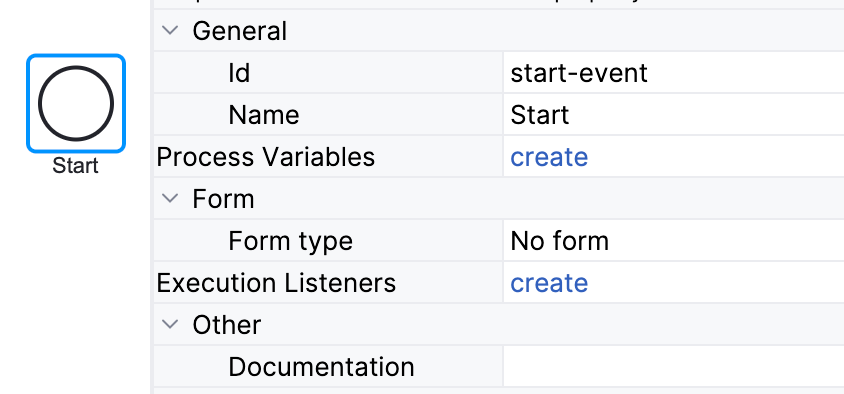 General
Id start-event
Name Start
Start
Process Variables create
Form
Form type No form
Execution Listeners create
Other
Documentation